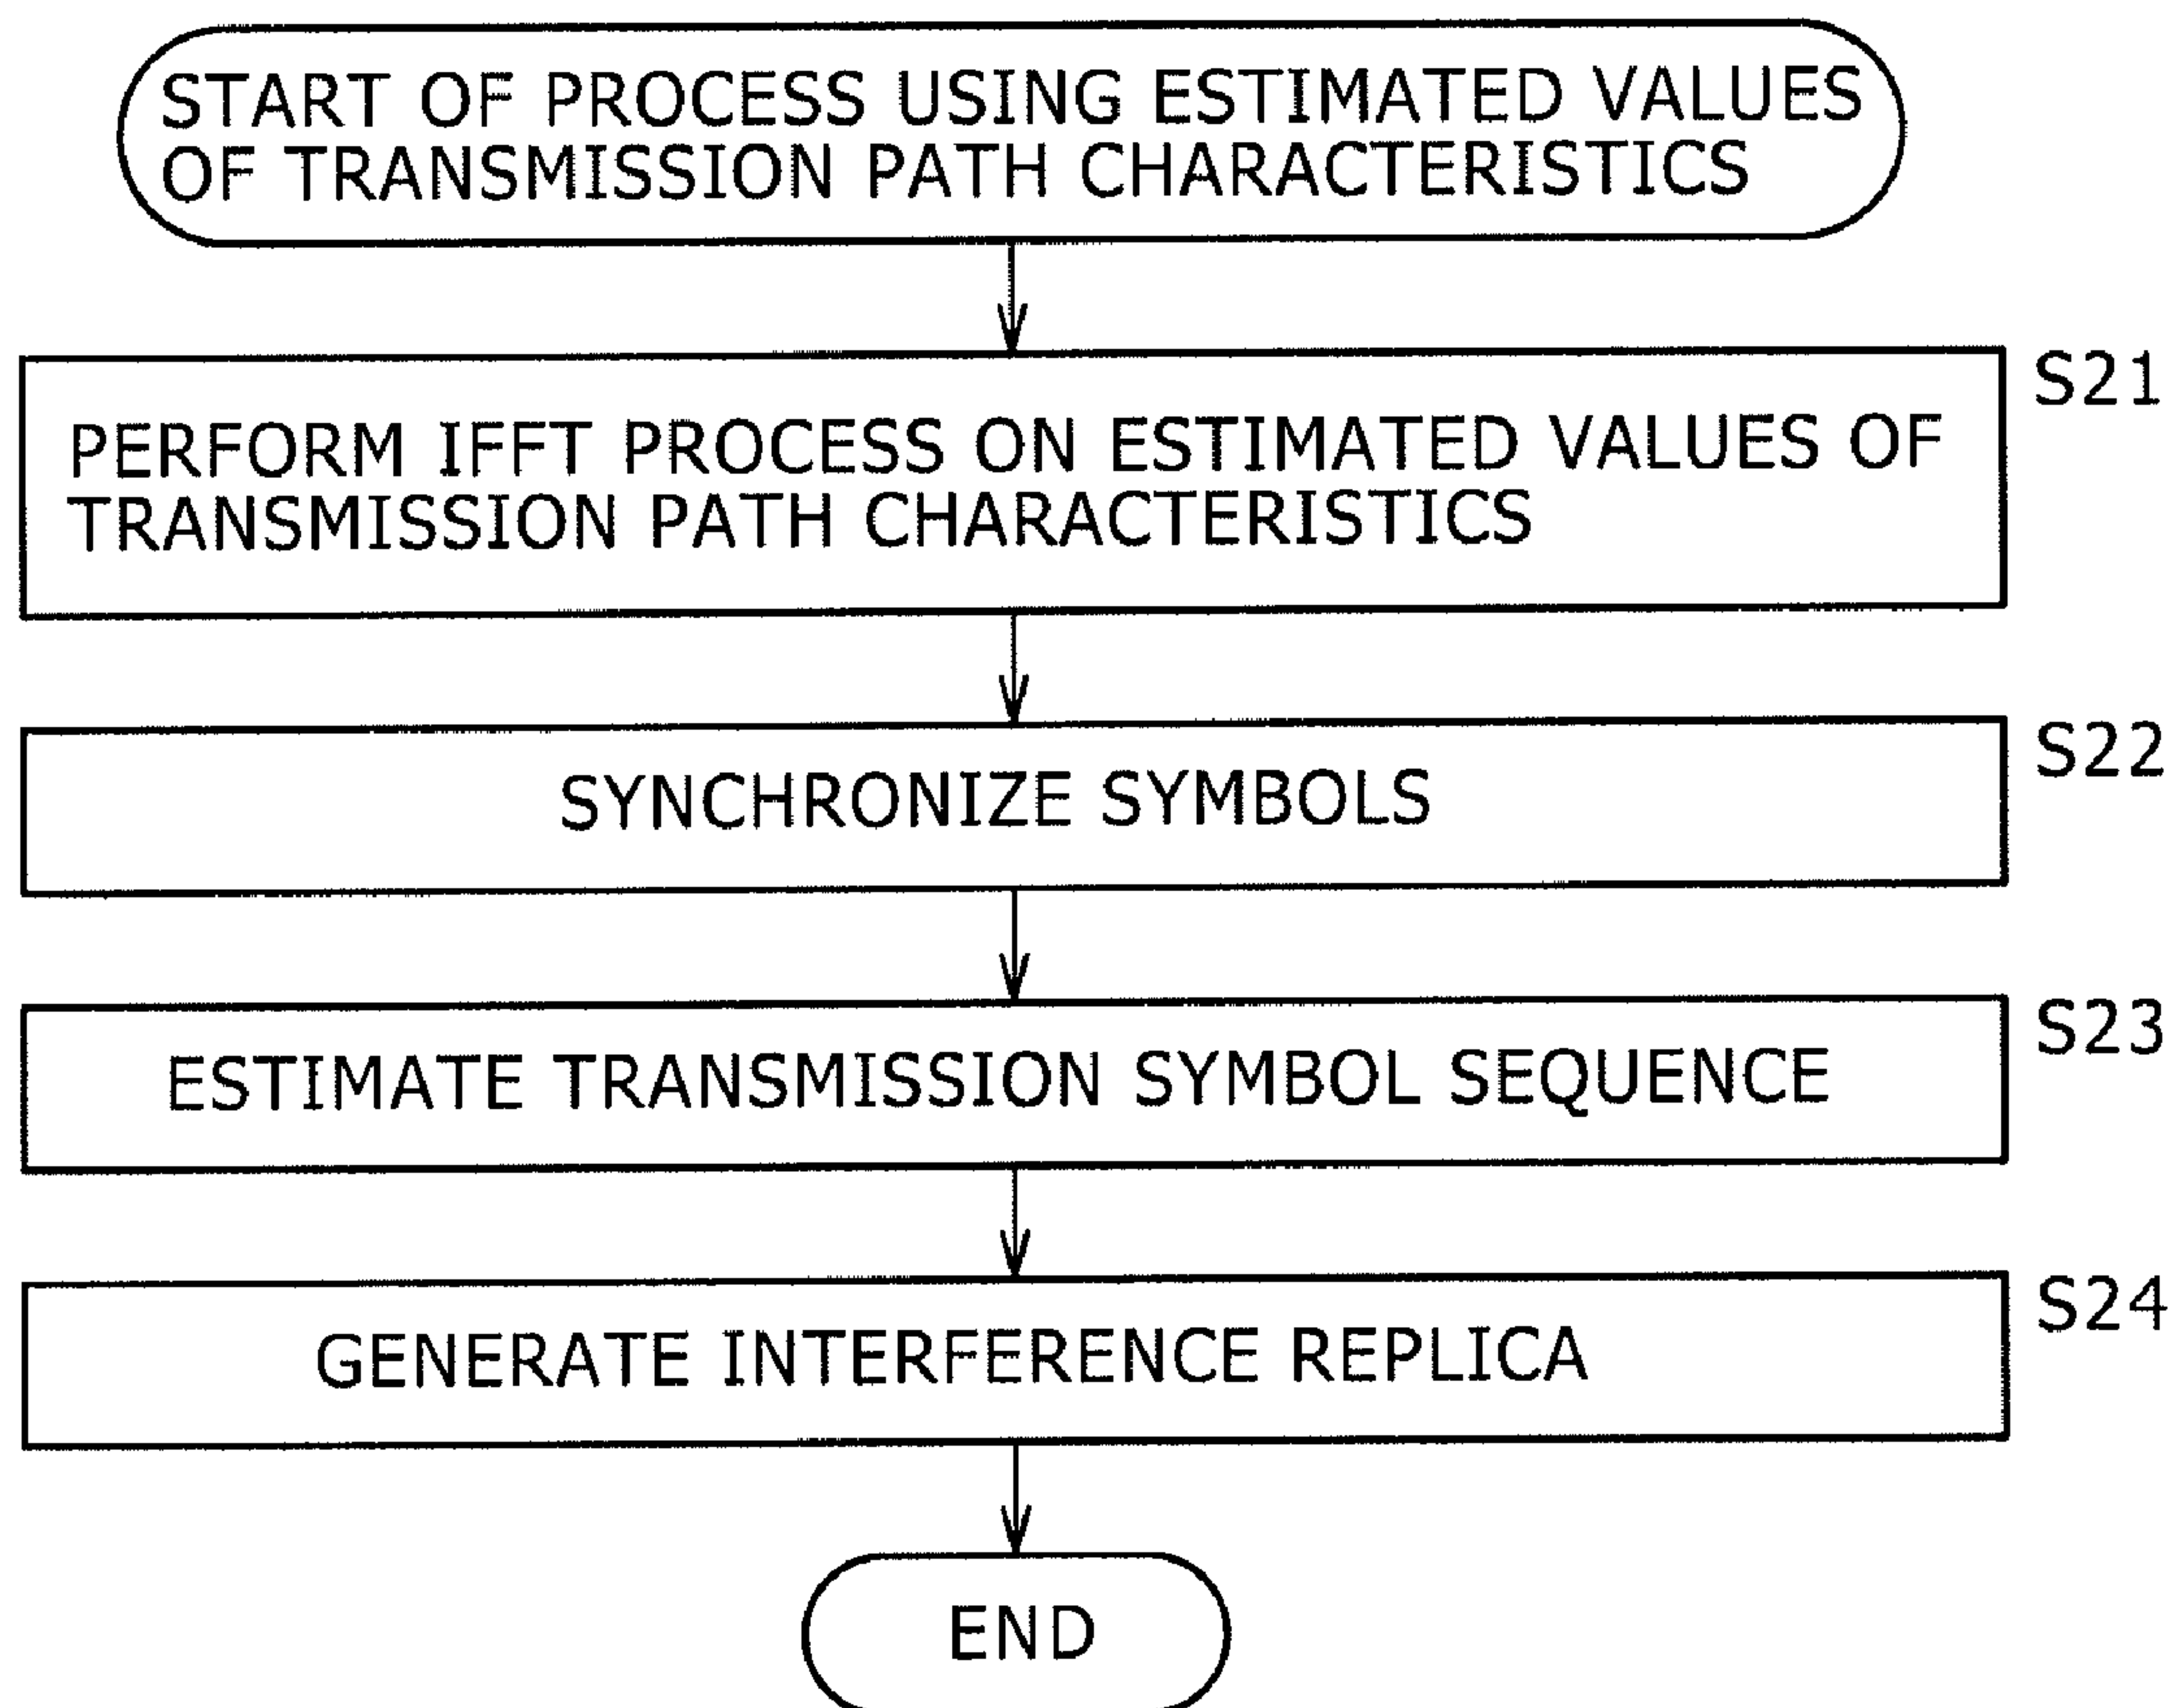 START OF PROCESS USING ESTIMATED VALUES
OF TRANSMISSION PATH CHARACTERISTICS
S21
PERFORM IFFT PROCESS ON ESTIMATED VALUES OF
TRANSMISSION PATH CHARACTERISTICS
S22
SYNCHRONIZE SYMBOLS
S23
ESTIMATE TRANSMISSION SYMBOL SEQUENCE
S24
GENERATE INTERFERENCE REPLICA
END